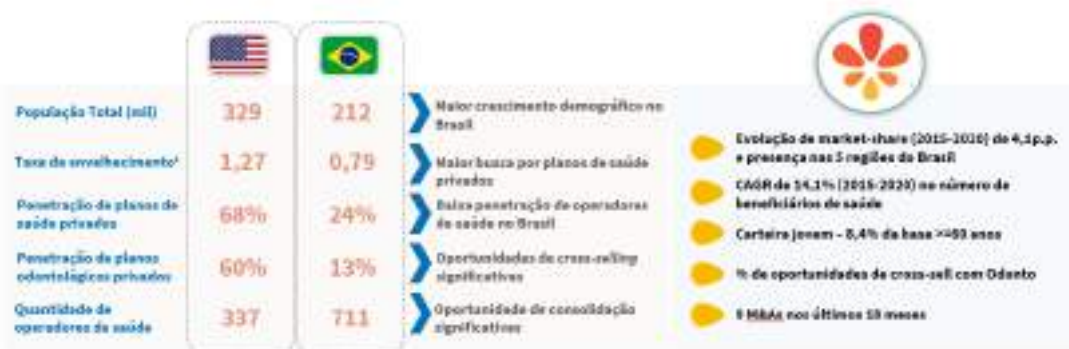 População Total (mil)
329
212
Maior crescimento demográfico no
Brasil
Taxa de envelhecimento¹
1,27
0,79
Maior busca por planos de saúde
privados
Penetração de planos de
saúde privados
68%
24%
Baixa penetração de operadores
de saúde no Brasil
Penetração de planos
odontológicos privados
60%
13%
Oportunidades de cross-selling
significativas
Quantidade de
operadores de saúde
337
711
Oportunidade de consolidação
significativas
Evolução de market-share (2015-2020) de 4,1p.p.
e presença nas 5 regiões do Brasil
CAGR de 14,1% (2015-2020) no número de
beneficiários de saúde
Carteira jovem – 8,4% da base >=60 anos
% de oportunidades de cross-sell com Odonto
9 M&As nos últimos 18 meses